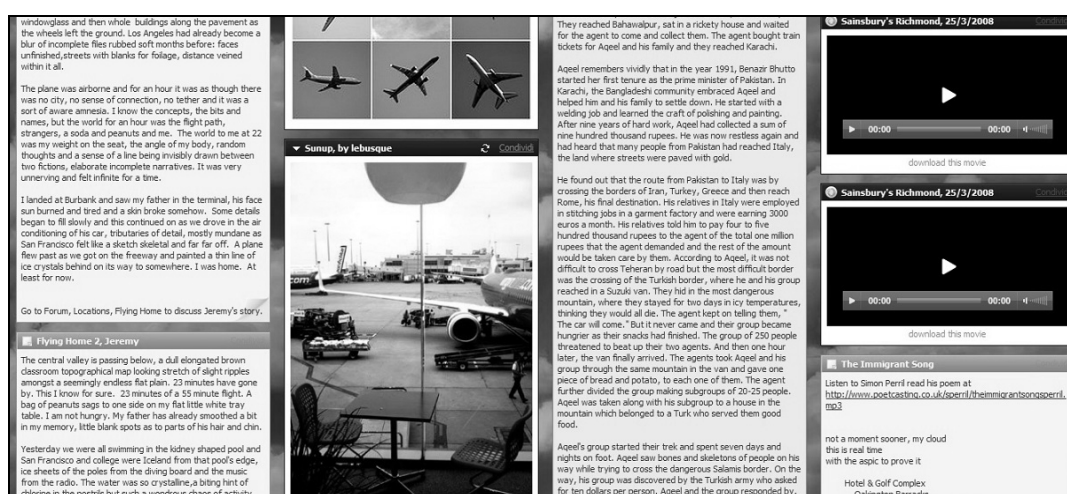 windowglass and then whole buildings along the pavement as
the wheels left the ground. Los Angeles had already become a
blur of incomplete files rubbed soft months before: faces
unfinished,streets with blanks for foilage, distance veined
within it all.
The plane was airborne and for an hour it was as though there
was no city, no sense of connection, no tether and it was a
sort of aware amnesia. I know the concepts, the bits and
names, but the world for an hour was the flight path,
strangers, a soda and peanuts and me. The world to me at 22
was my weight on the seat, the angle of my body, random
thoughts and a sense of a line being invisibly drawn between
two fictions, elaborate incomplete narratives. It was very
unnerving and felt infinite for a time.
I landed at Burbank and saw my father in the terminal, his face
sun burned and tired and a skin broke somehow. Some details
began to fill slowly and this continued on as we drove in the air
conditioning of his car, tributaries of detail, mostly mundane as
San Francisco felt like a sketch skeletal and far far off. A plane
flew past as we got on the freeway and painted a thin line of
ice crystals behind on its way to somewhere. I was home. At
least for now.
Go to Forum, Locations, Flying Home to discuss Jeremy's story.
Flying Home 2, Jeremy
The central valley is passing below, a dull elongated brown
classroom topographical map looking stretch of slight ripples
amongst a seemingly endless flat plain. 23 minutes have gone
by. This I know for sure. 23 minutes of a 55 minute flight. A
bag of peanuts sags to one side on my flat little white tray
table. I am not hungry. My father has already smoothed a bit
in my memory, little blank spots as to parts of his hair and chin.
Yesterday we were all swimming in the kidney shaped pool and
San Francisco and college were Iceland from that pool's edge,
ice sheets of the poles from the diving board and the music
from the radio. The water was so crystalline,a biting hint of
chlorine in the nostrils but such a wondrous chaos of activity
Sunup, by lebusque
Condividi
They reached Bahawalpur, sat in a rickety house and waited
for the agent to come and collect them. The agent bought train
tickets for Aqeel and his family and they reached Karachi.
Aqeel remembers vividly that in the year 1991, Benazir Bhutto
started her first tenure as the prime minister of Pakistan. In
Karachi, the Bangladeshi community embraced Aqeel and
helped him and his family to settle down. He started with a
welding job and learned the craft of polishing and painting.
After nine years of hard work, Aqeel had collected a sum of
nine hundred thousand rupees. He was now restless again and
had heard that many people from Pakistan had reached Italy,
the land where streets were paved with gold.
He found out that the route from Pakistan to Italy was by
crossing the borders of Iran, Turkey, Greece and then reach
Rome, his final destination. His relatives in Italy were employed
in stitching jobs in a garment factory and were earning 3000
euros a month. His relatives told him to pay four to five
hundred thousand rupees to the agent of the total one million
rupees that the agent demanded and the rest of the amount
would be taken care by them. According to Aqeel, it was not
difficult to cross Teheran by road but the most difficult border
was the crossing of the Turkish border, where he and his group
reached in a Suzuki van. They hid in the most dangerous
mountain, where they stayed for two days in icy temperatures,
thinking they would all die. The agent kept on telling them, "
The car will come." But it never came and their group became
hungrier as their snacks had finished. The group of 250 people
threatened to beat up their two agents. And then one hour
later, the van finally arrived. The agents took Aqeel and his
group through the same mountain in the van and gave one
piece of bread and potato, to each one of them. The agent
further divided the group making subgroups of 20-25 people.
Aqeel was taken along with his subgroup to a house in the
mountain which belonged to a Turk who served them good
food.
Aqeel's group started their trek and spent seven days and
nights on foot. Aqeel saw bones and skeletons of people on his
way while trying to cross the dangerous Salamis border. On the
way, his group was discovered by the Turkish army who asked
for ten dollars per person. Aqeel and the group responded by,
Sainsbury's Richmond, 25/3/2008
Condividi
00:00
00:00
download this movie
Sainsbury's Richmond, 25/3/2008
Condividi
00:00
00:00
download this movie
The Immigrant Song
Listen to Simon Perril read his poem at
http://www.poetcasting.co.uk/sperril/theimmigrantsongsperril.
mp3
not a moment sooner, my cloud
this is real time
with the aspic to prove it
Hotel & Golf Complex
Oakington Barracks